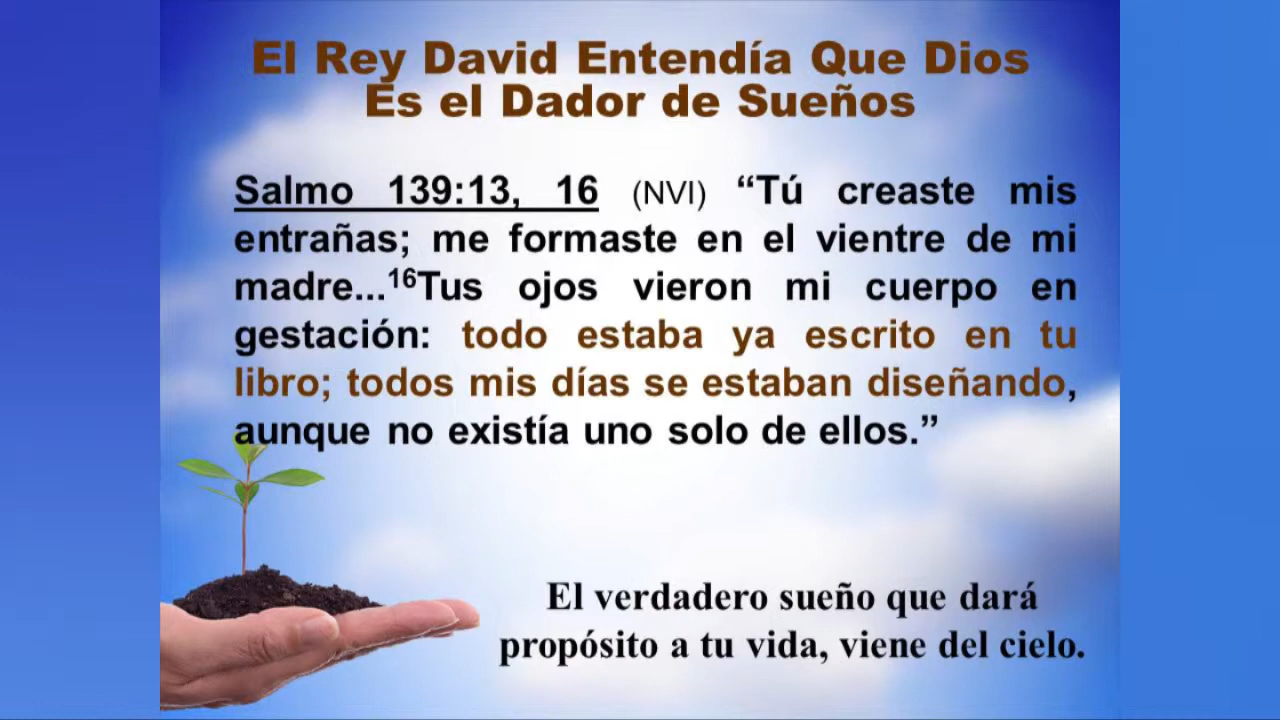 El Rey David Entendía Que Dios
Es el Dador de Sueños
Salmo 139:13, 16 (NVI) “Tú creaste mis
entrañas; me formaste en el vientre de mi
madre...16Tus ojos vieron mi cuerpo en
gestación: todo estaba ya escrito en tu
libro; todos mis días se estaban diseñando,
aunque no existía uno solo de ellos.”
El verdadero sueño que dará
propósito a tu vida, viene del cielo.